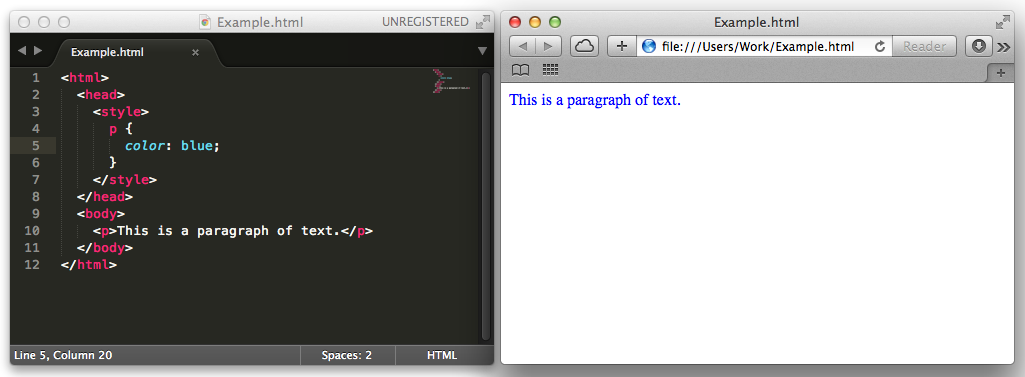 Example.html
UNREGISTERED
Example.html
1 <html>
2 <head>
3 <style>
4 p {
5 color: blue;
6 }
7 </style>
8 </head>
9 <body>
10 <p>This is a paragraph of text.</p>
11 </body>
12 </html>
Line 5, Column 20
Spaces: 2
HTML
Example.html
file:///Users/Work/Example.html
Reader
This is a paragraph of text.